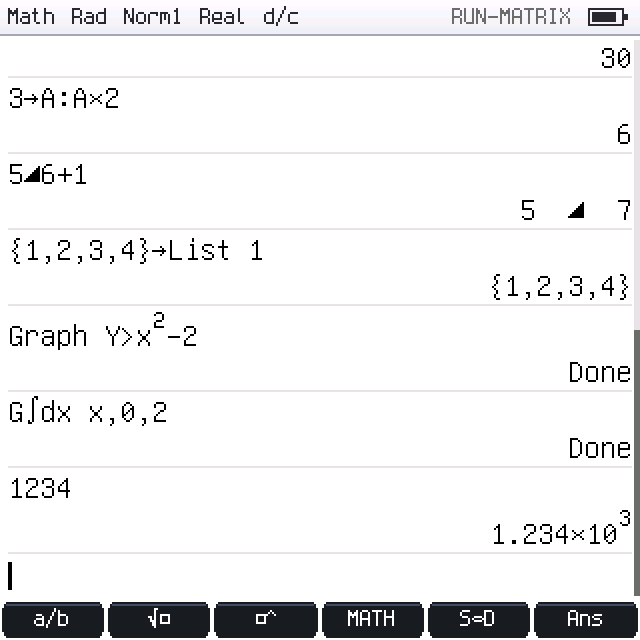 Math Rad Norm1 Real d/c RUN-MATRIX
30
3→A:A×2
6
5◢6+1
5 ◢ 7
{1,2,3,4}→List 1
{1,2,3,4}
Graph Y>x²-2
Done
G∫dx x,0,2
Done
1234
1.234×10³
a/b √□ □^ MATH S=D Ans